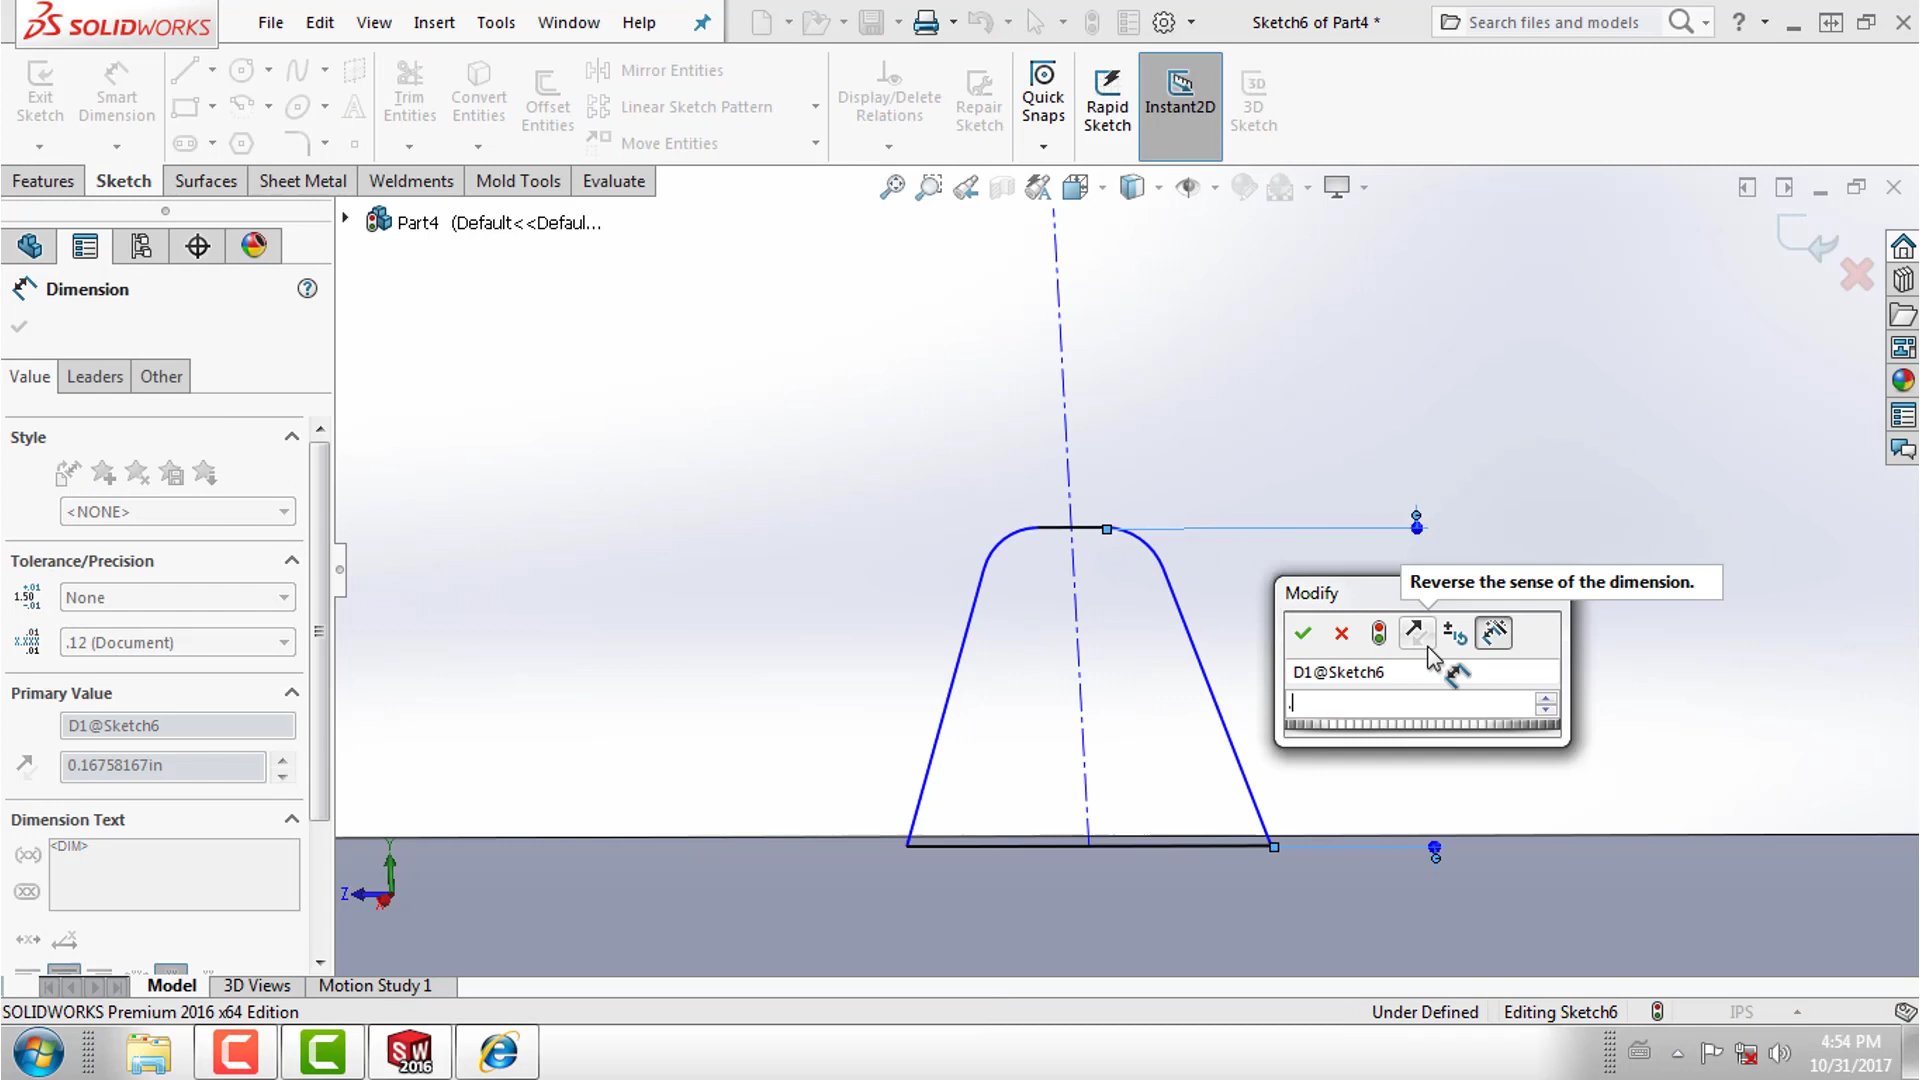 SOLIDWORKS File Edit View Insert Tools Window Help Sketch6 of Part4 * Search files and models ?
Exit Sketch
Smart Dimension
Trim Entities
Convert Entities
Offset Entities
Mirror Entities
Linear Sketch Pattern
Move Entities
Display/Delete Relations
Repair Sketch
Quick Snaps
Rapid Sketch
Instant2D
3D Sketch
Features Sketch Surfaces Sheet Metal Weldments Mold Tools Evaluate
Part4 (Default<<Defaul...
Dimension
Value Leaders Other
Style
<NONE>
Tolerance/Precision
None
.12 (Document)
Primary Value
D1@Sketch6
0.16758167in
Dimension Text
<DIM>
Reverse the sense of the dimension.
Modify
D1@Sketch6
.
Y
Z
Model 3D Views Motion Study 1
SOLIDWORKS Premium 2016 x64 Edition Under Defined Editing Sketch6 IPS
SW 2016
4:54 PM
10/31/2017